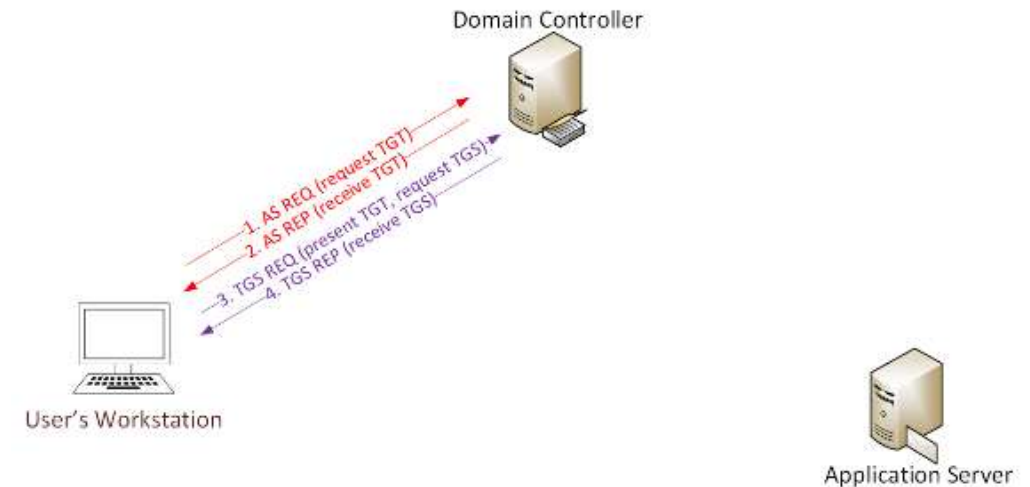 Domain Controller
1. AS REQ (request TGT)
2. AS REP (receive TGT)
3. TGS REQ (present TGT, request TGS)
4. TGS REP (receive TGS)
User's Workstation
Application Server